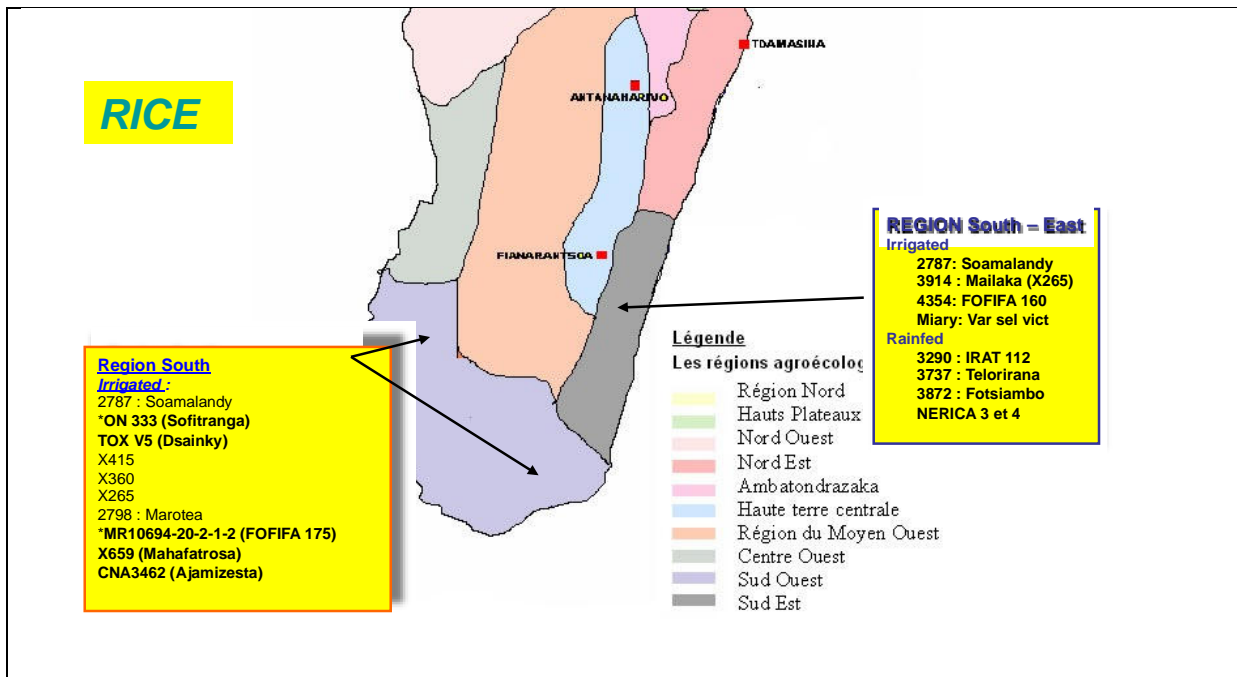 RICE
TOAMASINA
ANTANANARIVO
FIANARANTSOA
REGION South – East
Irrigated
2787: Soamalandy
3914 : Mailaka (X265)
4354: FOFIFA 160
Miary: Var sel vict
Rainfed
3290 : IRAT 112
3737 : Telorirana
3872 : Fotsiambo
NERICA 3 et 4
Region South
Irrigated :
2787 : Soamalandy
*ON 333 (Sofitranga)
TOX V5 (Dsainky)
X415
X360
X265
2798 : Marotea
*MR10694-20-2-1-2 (FOFIFA 175)
X659 (Mahafatrosa)
CNA3462 (Ajamizesta)
Légende
Les régions agroécolog
Région Nord
Hauts Plateaux
Nord Ouest
Nord Est
Ambatondrazaka
Haute terre centrale
Région du Moyen Ouest
Centre Ouest
Sud Ouest
Sud Est